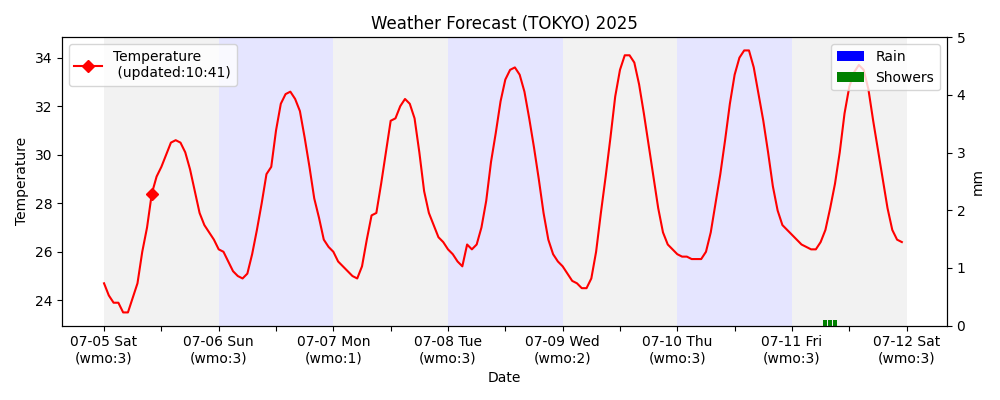 Weather Forecast (TOKYO) 2025
Temperature
(updated:10:41)
Rain
Showers
34
32
30
28
26
24
Temperature
5
4
3
2
1
0
mm
07-05 Sat
(wmo:3)
07-06 Sun
(wmo:3)
07-07 Mon
(wmo:1)
07-08 Tue
(wmo:3)
07-09 Wed
(wmo:2)
07-10 Thu
(wmo:3)
07-11 Fri
(wmo:3)
07-12 Sat
(wmo:3)
Date